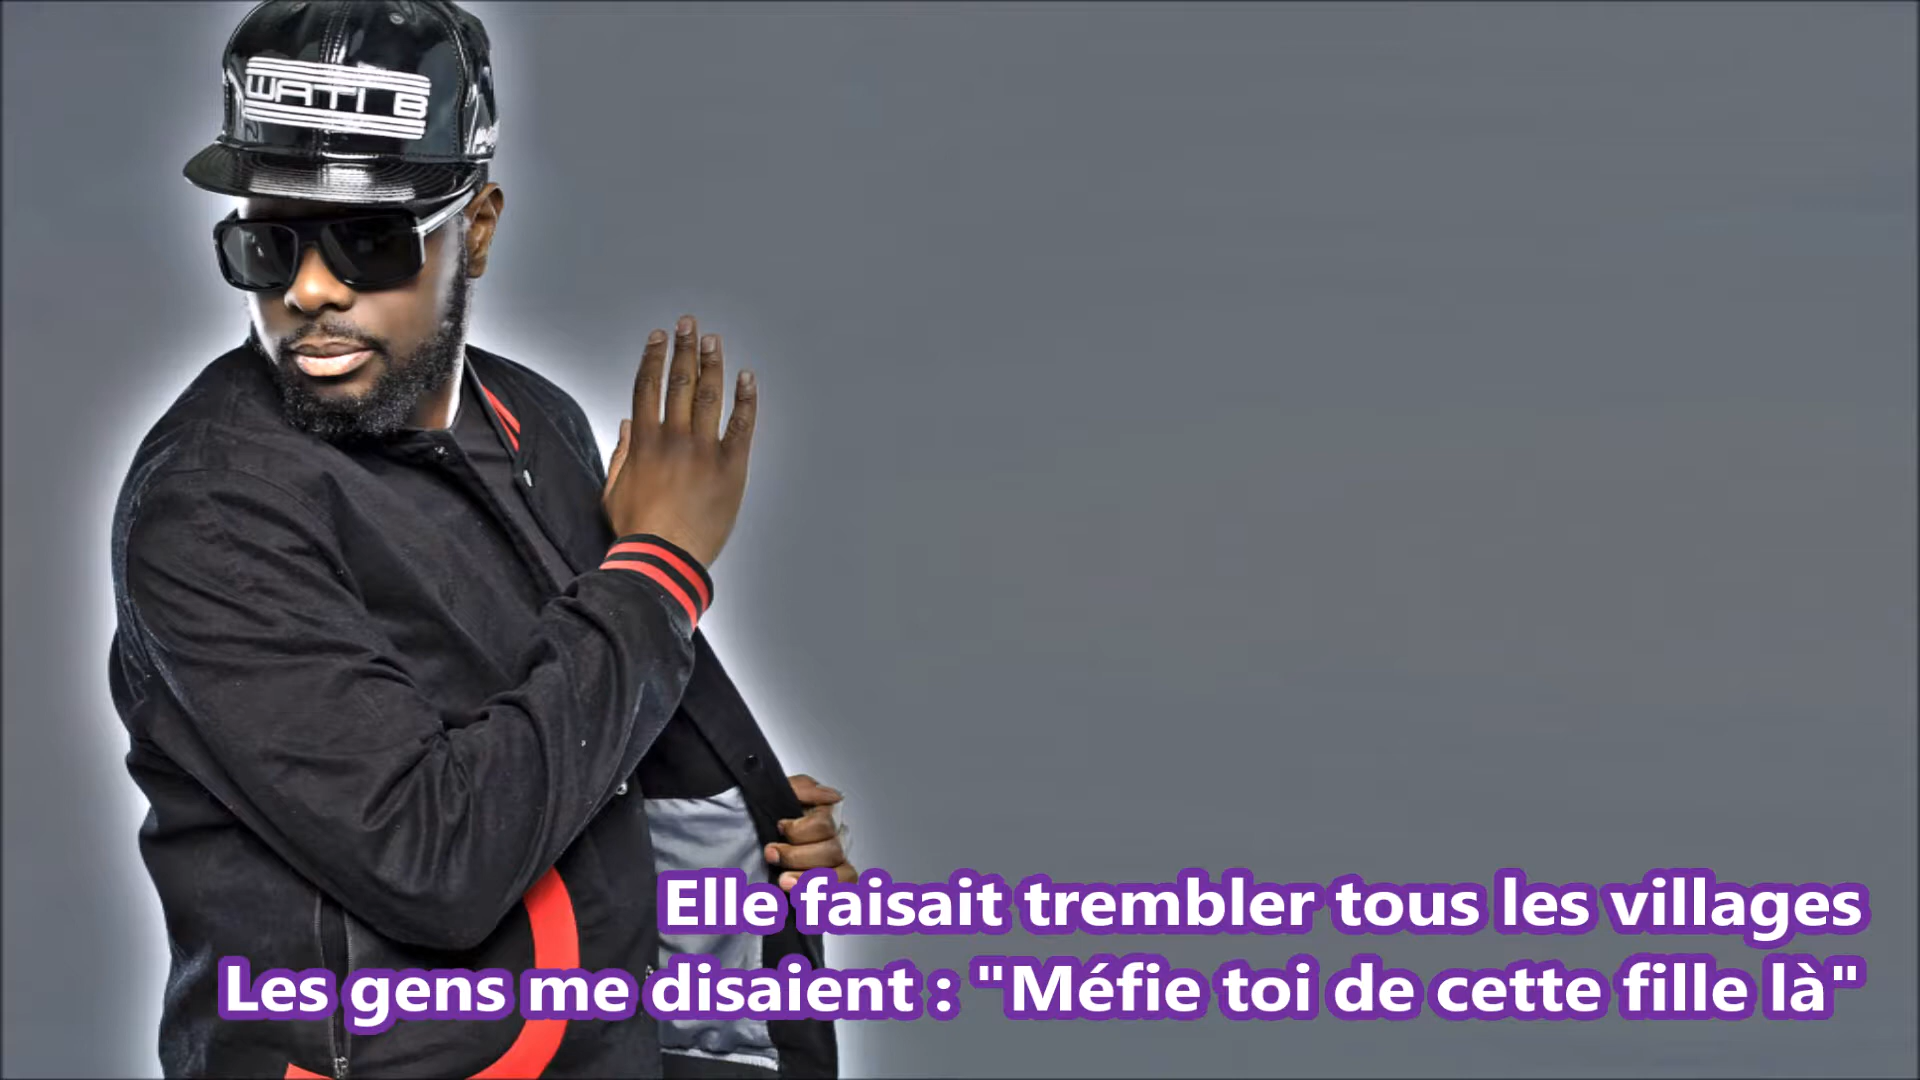 WATI B
Elle faisait trembler tous les villages
Les gens me disaient : "Méfie toi de cette fille là"